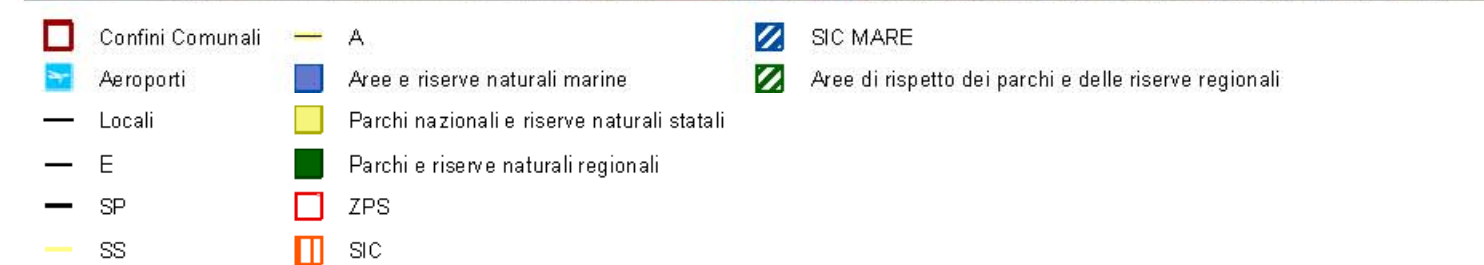 Confini Comunali
Aeroporti
Locali
E
SP
SS
A
Aree e riserve naturali marine
Parchi nazionali e riserve naturali statali
Parchi e riserve naturali regionali
ZPS
SIC
SIC MARE
Aree di rispetto dei parchi e delle riserve regionali